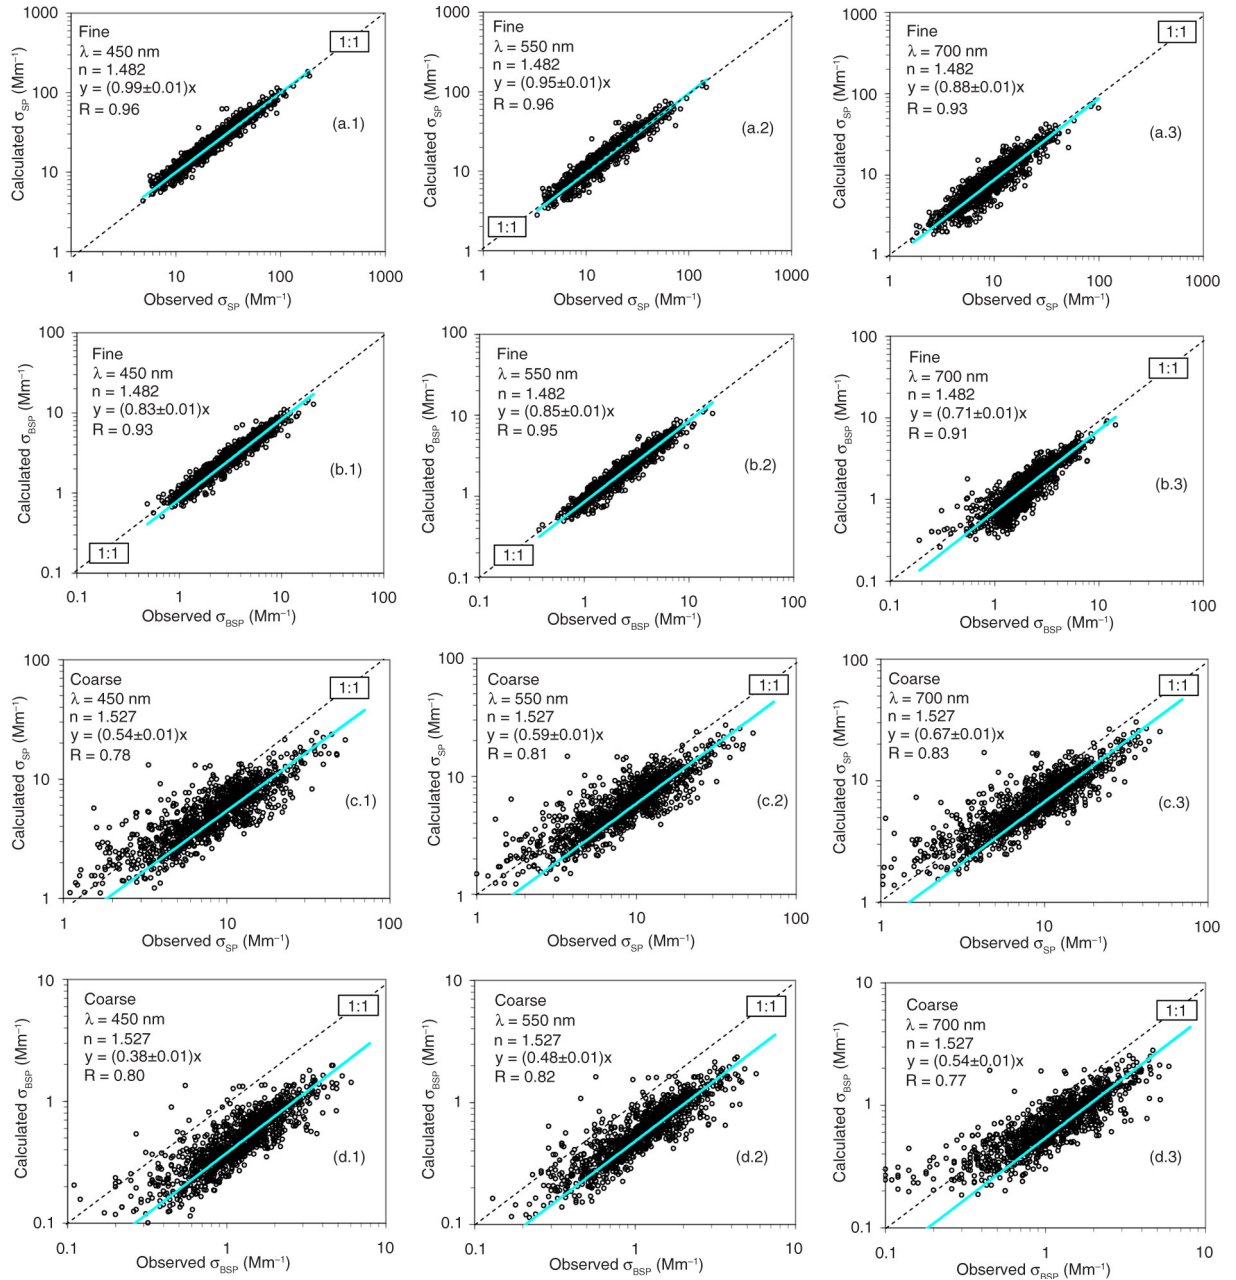 1000
100
10
1
Calculated σSP (Mm⁻¹)
Fine
λ = 450 nm
n = 1.482
y = (0.99±0.01)x
R = 0.96
1:1
(a.1)
1 10 100 1000
Observed σSP (Mm⁻¹)
1000
100
10
1
Calculated σSP (Mm⁻¹)
Fine
λ = 550 nm
n = 1.482
y = (0.95±0.01)x
R = 0.96
(a.2)
1:1
1 10 100 1000
Observed σSP (Mm⁻¹)
1000
100
10
1
Calculated σSP (Mm⁻¹)
Fine
λ = 700 nm
n = 1.482
y = (0.88±0.01)x
R = 0.93
1:1
(a.3)
1 10 100 1000
Observed σSP (Mm⁻¹)
100
10
1
0.1
Calculated σBSP (Mm⁻¹)
Fine
λ = 450 nm
n = 1.482
y = (0.83±0.01)x
R = 0.93
(b.1)
1:1
0.1 1 10 100
Observed σBSP (Mm⁻¹)
100
10
1
0.1
Calculated σBSP (Mm⁻¹)
Fine
λ = 550 nm
n = 1.482
y = (0.85±0.01)x
R = 0.95
(b.2)
1:1
0.1 1 10 100
Observed σBSP (Mm⁻¹)
100
10
1
0.1
Calculated σBSP (Mm⁻¹)
Fine
λ = 700 nm
n = 1.482
y = (0.71±0.01)x
R = 0.91
1:1
(b.3)
0.1 1 10 100
Observed σBSP (Mm⁻¹)
100
10
1
Calculated σSP (Mm⁻¹)
Coarse
λ = 450 nm
n = 1.527
y = (0.54±0.01)x
R = 0.78
1:1
(c.1)
1 10 100
Observed σSP (Mm⁻¹)
100
10
1
Calculated σSP (Mm⁻¹)
Coarse
λ = 550 nm
n = 1.527
y = (0.59±0.01)x
R = 0.81
1:1
(c.2)
1 10 100
Observed σSP (Mm⁻¹)
100
10
1
Calculated σSP (Mm⁻¹)
Coarse
λ = 700 nm
n = 1.527
y = (0.67±0.01)x
R = 0.83
1:1
(c.3)
1 10 100
Observed σSP (Mm⁻¹)
10
1
0.1
Calculated σBSP (Mm⁻¹)
Coarse
λ = 450 nm
n = 1.527
y = (0.38±0.01)x
R = 0.80
1:1
(d.1)
0.1 1 10
Observed σBSP (Mm⁻¹)
10
1
0.1
Calculated σBSP (Mm⁻¹)
Coarse
λ = 550 nm
n = 1.527
y = (0.48±0.01)x
R = 0.82
1:1
(d.2)
0.1 1 10
Observed σBSP (Mm⁻¹)
10
1
0.1
Calculated σBSP (Mm⁻¹)
Coarse
λ = 700 nm
n = 1.527
y = (0.54±0.01)x
R = 0.77
1:1
(d.3)
0.1 1 10
Observed σBSP (Mm⁻¹)